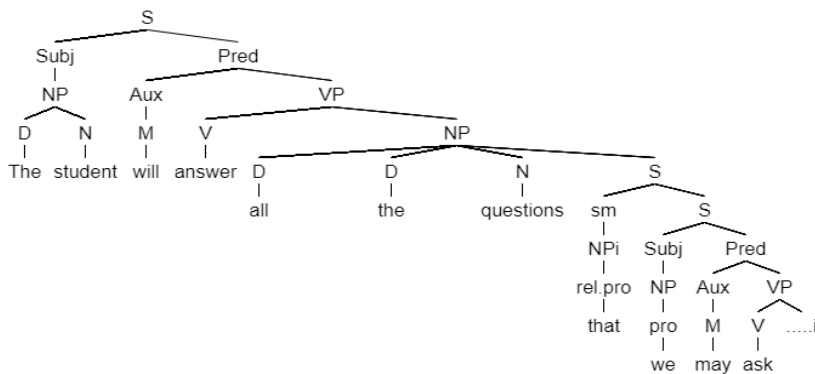 S
Subj Pred
NP Aux VP
D N M V NP
The student will answer D D N S
all the questions sm S
NPi Subj Pred
rel.pro NP Aux VP
that pro M V .....i
we may ask